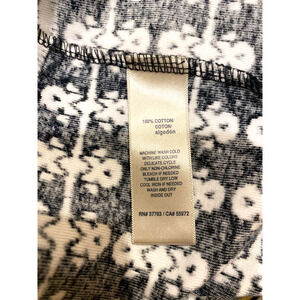 100% COTTON
COTON
algodón
MACHINE WASH COLD
WITH LIKE COLORS
DELICATE CYCLE
ONLY NON-CHLORINE
BLEACH IF NEEDED
TUMBLE DRY LOW
COOL IRON IF NEEDED
WASH AND DRY
INSIDE OUT
RN# 37763 / CA# 55972